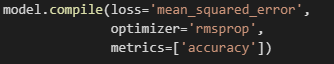 model.compile(loss='mean_squared_error',
              optimizer='rmsprop',
              metrics=['accuracy'])